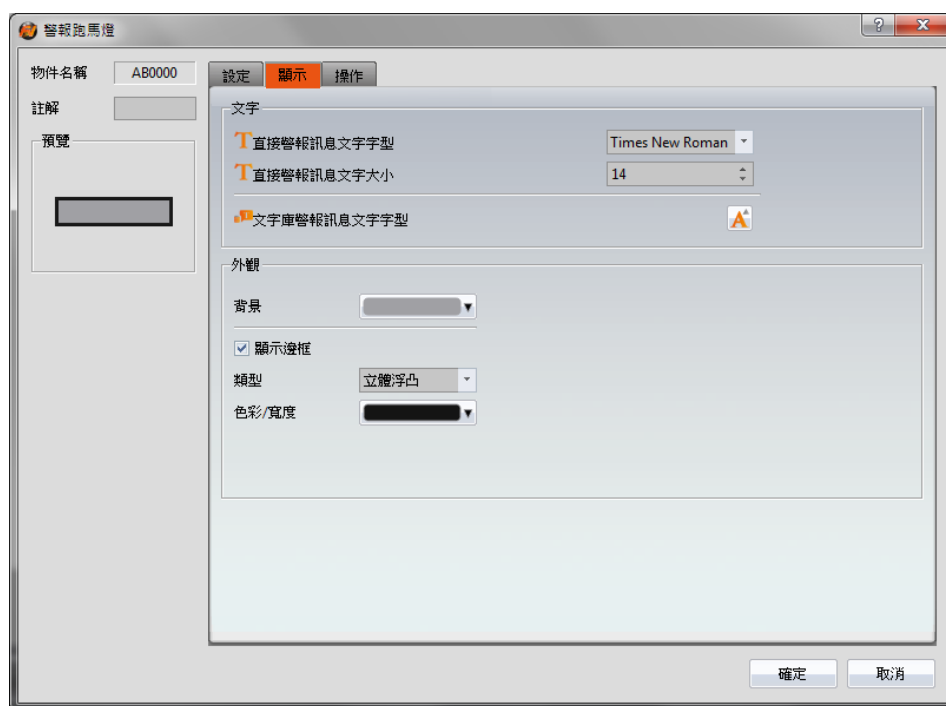 警報跑馬燈
物件名稱 AB0000
註解
預覽
設定 顯示 操作
文字
直接警報訊息文字字型 Times New Roman
直接警報訊息文字大小 14
文字庫警報訊息文字字型
外觀
背景
顯示邊框
類型 立體浮凸
色彩/寬度
確定 取消